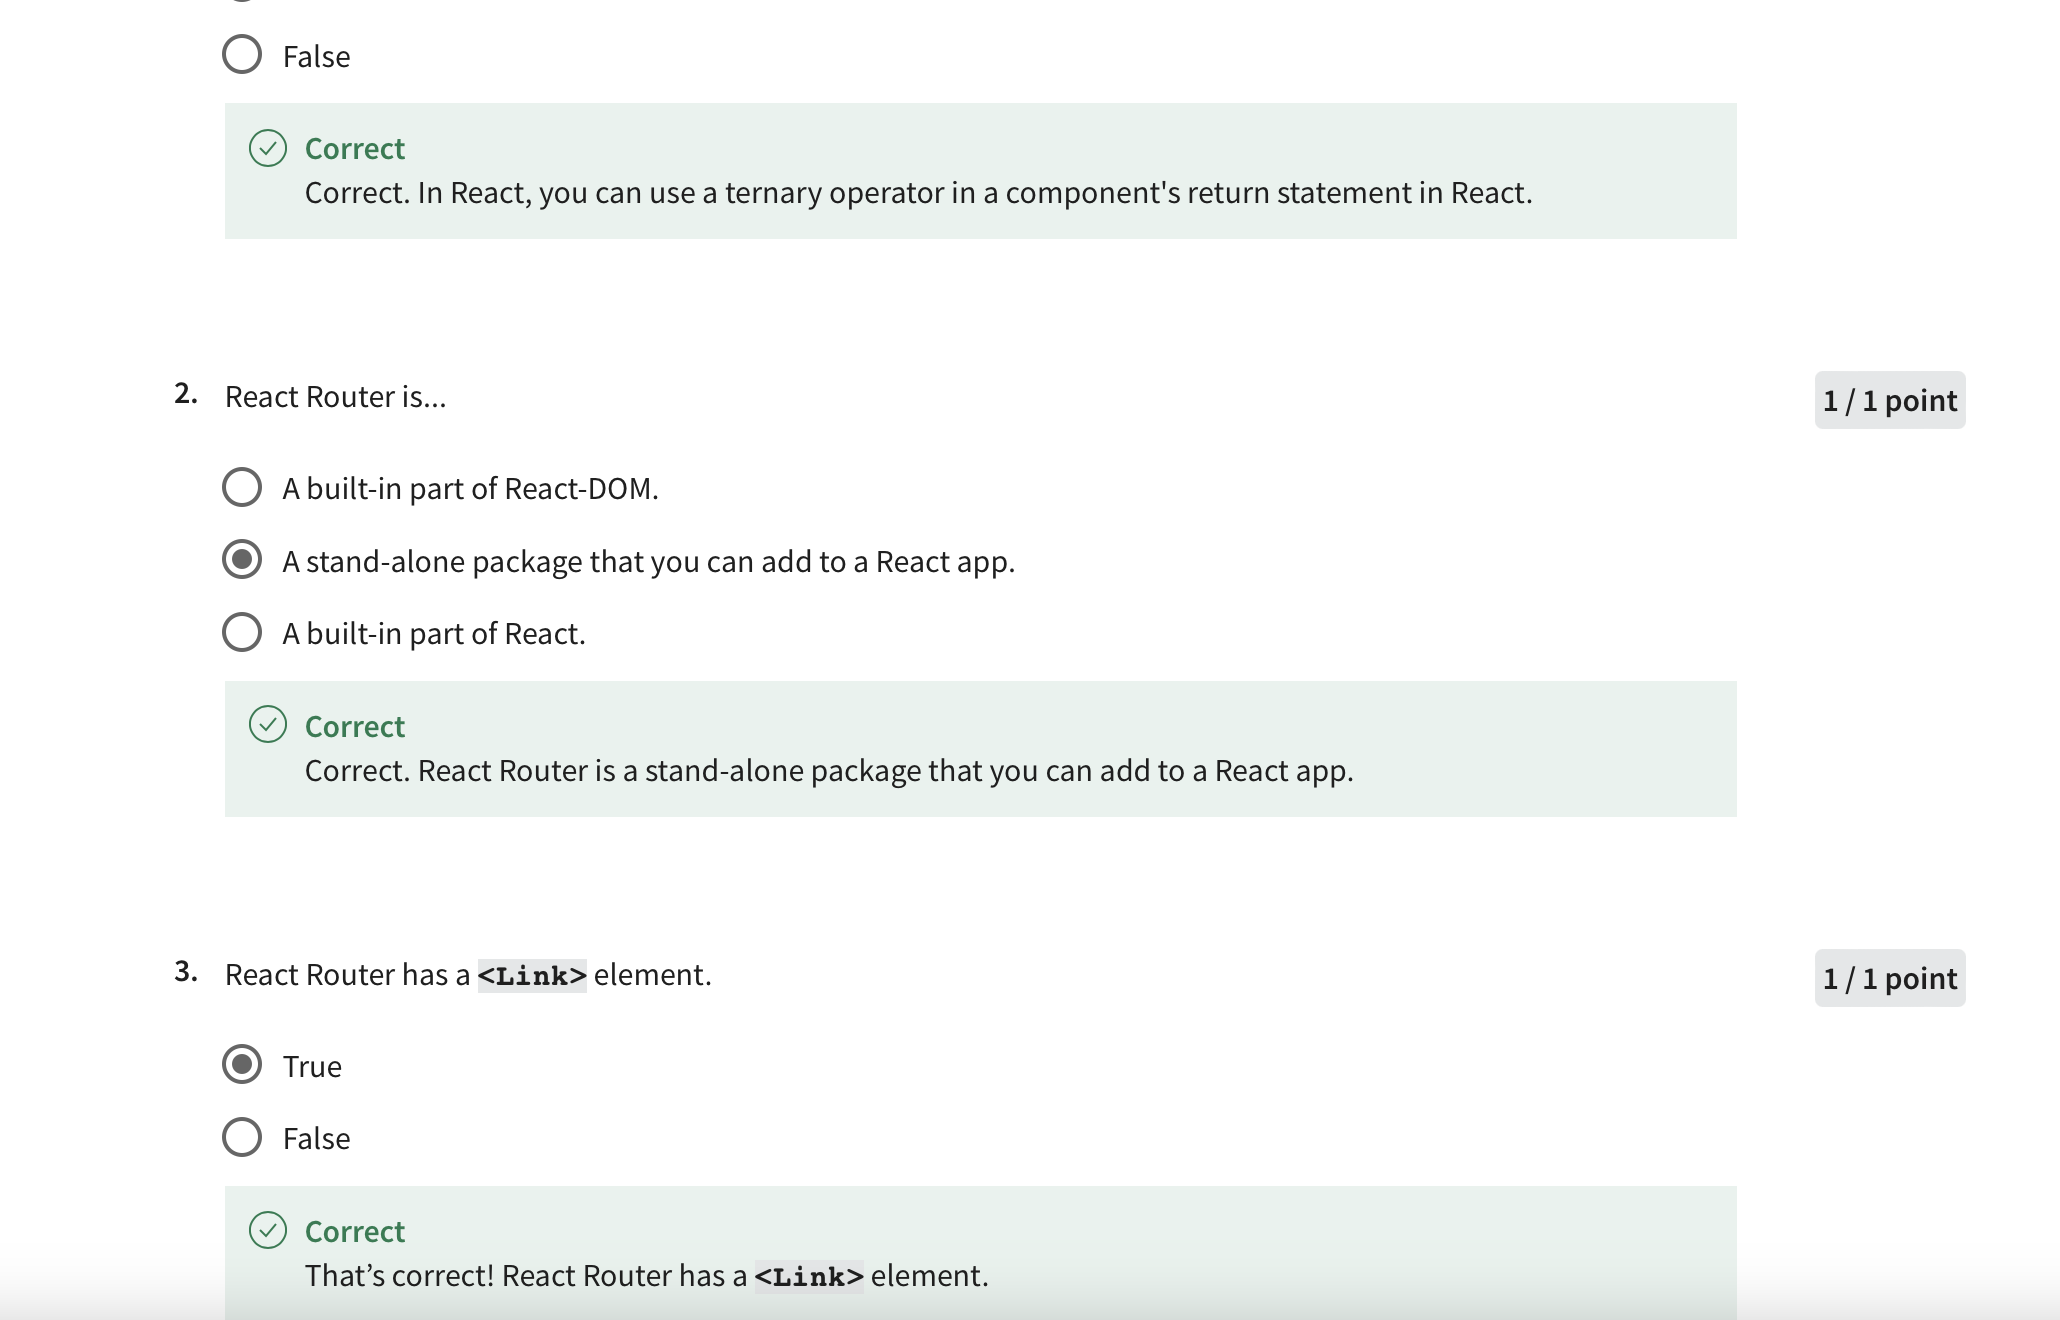 False
Correct
Correct. In React, you can use a ternary operator in a component's return statement in React.
2. React Router is...
1 / 1 point
A built-in part of React-DOM.
A stand-alone package that you can add to a React app.
A built-in part of React.
Correct
Correct. React Router is a stand-alone package that you can add to a React app.
3. React Router has a <Link> element.
1 / 1 point
True
False
Correct
That’s correct! React Router has a <Link> element.